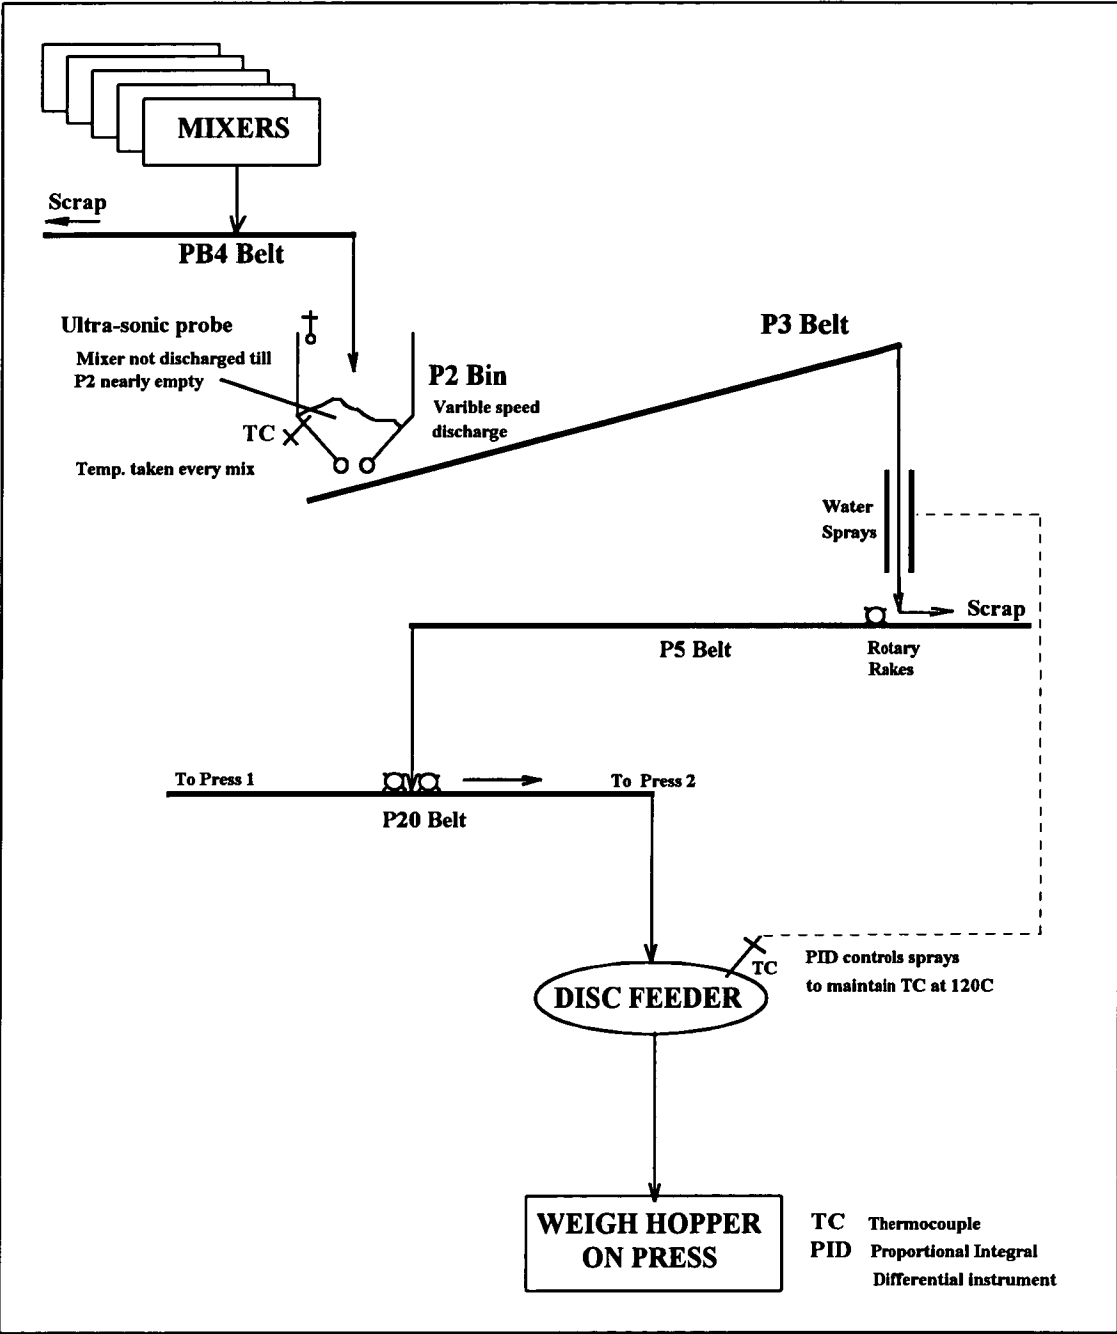 MIXERS
Scrap
PB4 Belt
Ultra-sonic probe
Mixer not discharged till
P2 nearly empty
P2 Bin
Varible speed
discharge
TC
Temp. taken every mix
P3 Belt
Water
Sprays
Scrap
P5 Belt
Rotary
Rakes
To Press 1
To Press 2
P20 Belt
TC
PID controls sprays
to maintain TC at 120C
DISC FEEDER
WEIGH HOPPER
ON PRESS
TC Thermocouple
PID Proportional Integral
Differential instrument